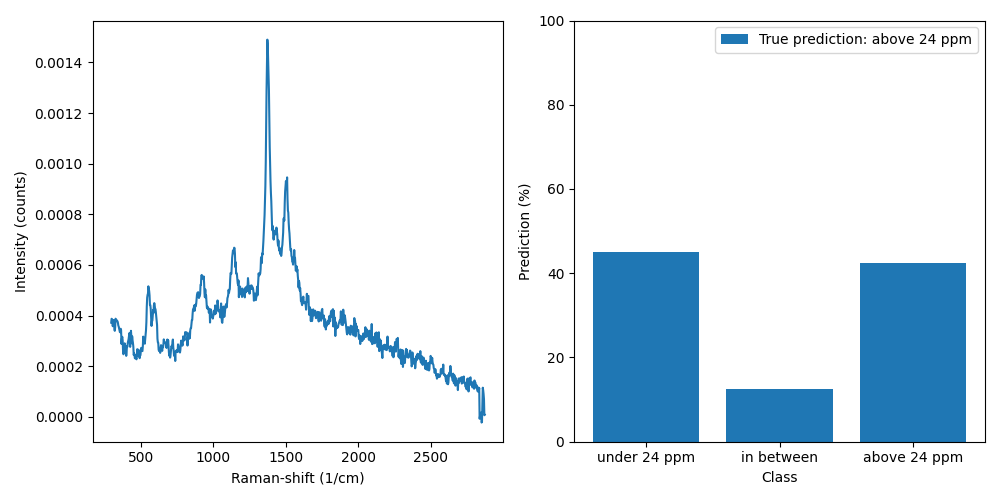 0.0014
0.0012
0.0010
0.0008
0.0006
0.0004
0.0002
0.0000
Intensity (counts)
500 1000 1500 2000 2500
Raman-shift (1/cm)
100
80
60
40
20
0
Prediction (%)
True prediction: above 24 ppm
under 24 ppm in between above 24 ppm
Class